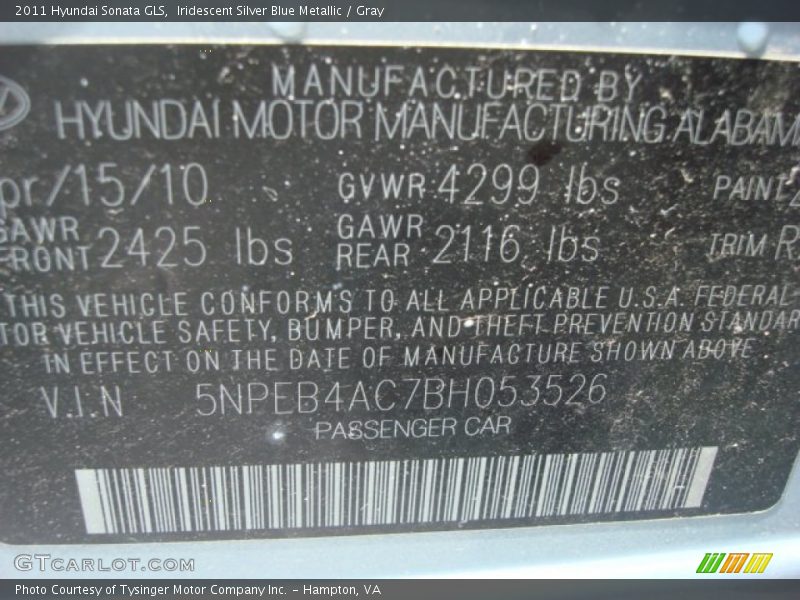 2011 Hyundai Sonata GLS, Iridescent Silver Blue Metallic / Gray
MANUFACTURED BY
HYUNDAI MOTOR MANUFACTURING ALABAMA
pr/15/10 GVWR 4299 lbs PAINT
GAWR FRONT 2425 lbs GAWR REAR 2116 lbs TRIM R
THIS VEHICLE CONFORMS TO ALL APPLICABLE U.S.A. FEDERAL
TOR VEHICLE SAFETY, BUMPER, AND THEFT PREVENTION STANDAR
IN EFFECT ON THE DATE OF MANUFACTURE SHOWN ABOVE
V.I.N 5NPEB4AC7BH053526
PASSENGER CAR
GTCARLOT.COM
Photo Courtesy of Tysinger Motor Company Inc. - Hampton, VA